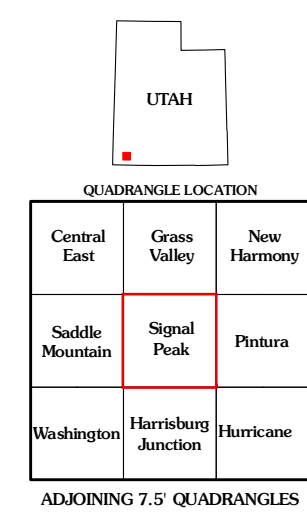 UTAH
QUADRANGLE LOCATION
Central
East
Grass
Valley
New
Harmony
Saddle
Mountain
Signal
Peak
Pintura
Washington
Harrisburg
Junction
Hurricane
ADJOINING 7.5' QUADRANGLES